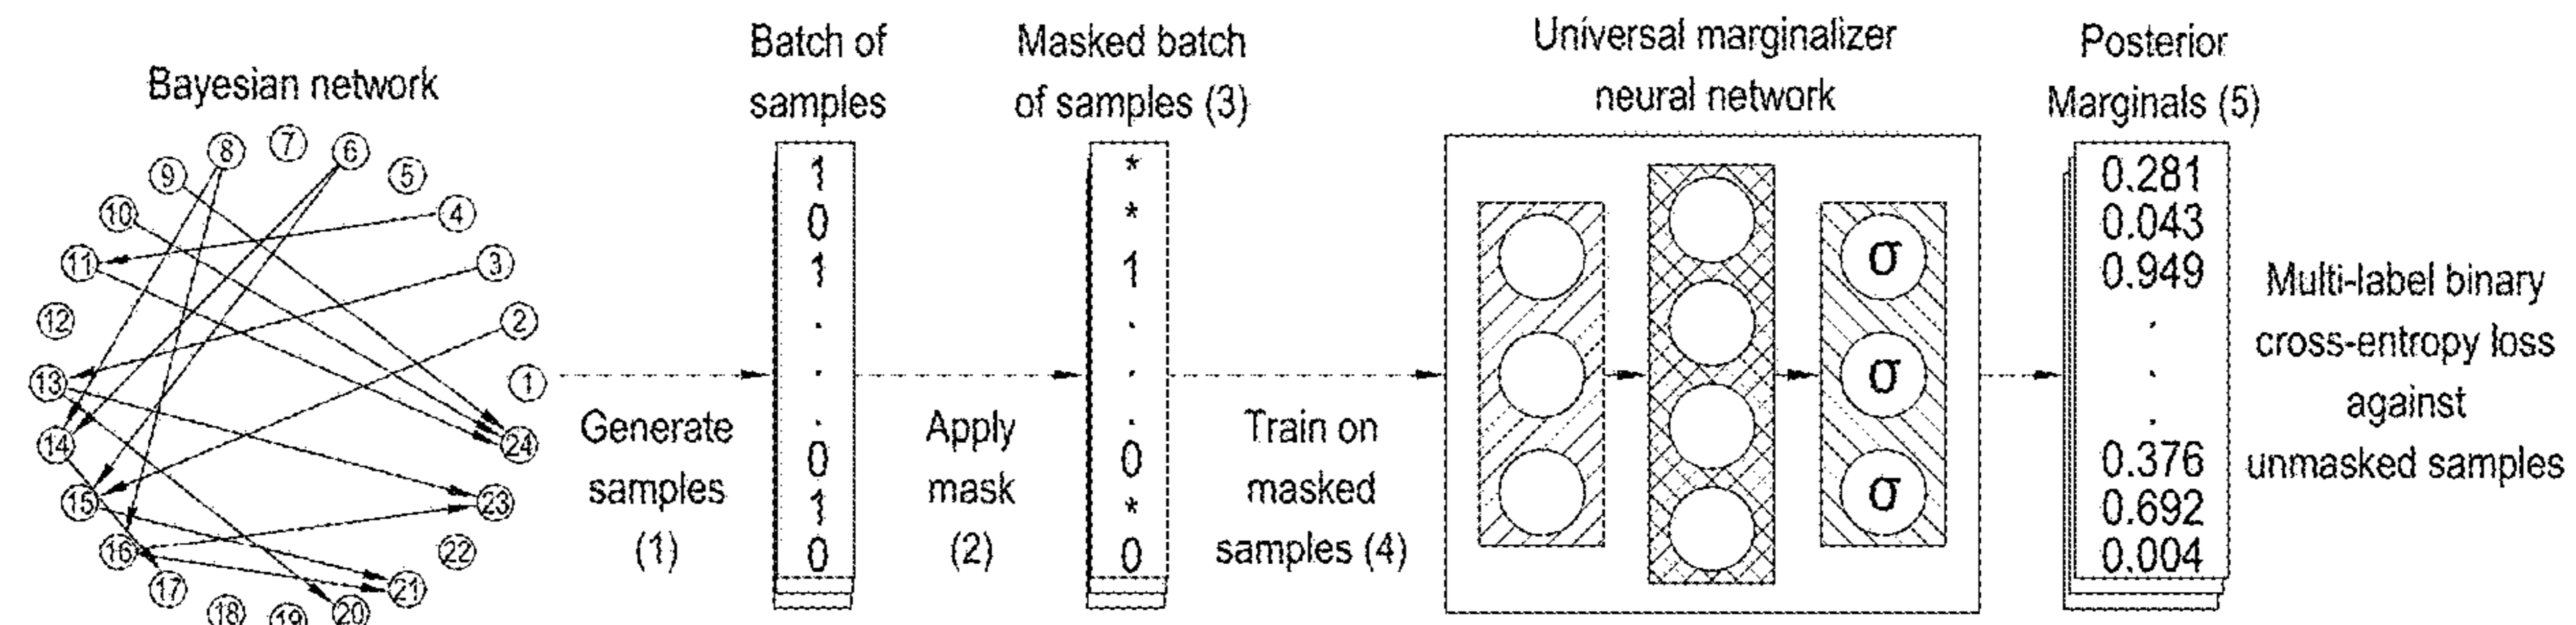 Bayesian network
8
7
6
9
5
10
4
11
3
12
2
13
1
14
24
15
23
16
22
17
21
18
19
20
Generate
samples
(1)
Batch of
samples
1
0
1
.
.
.
0
1
0
Apply
mask
(2)
Masked batch
of samples (3)
*
*
1
.
.
.
0
*
0
Train on
masked
samples (4)
Universal marginalizer
neural network
σ
σ
σ
Posterior
Marginals (5)
0.281
0.043
0.949
.
.
.
0.376
0.692
0.004
Multi-label binary
cross-entropy loss
against
unmasked samples